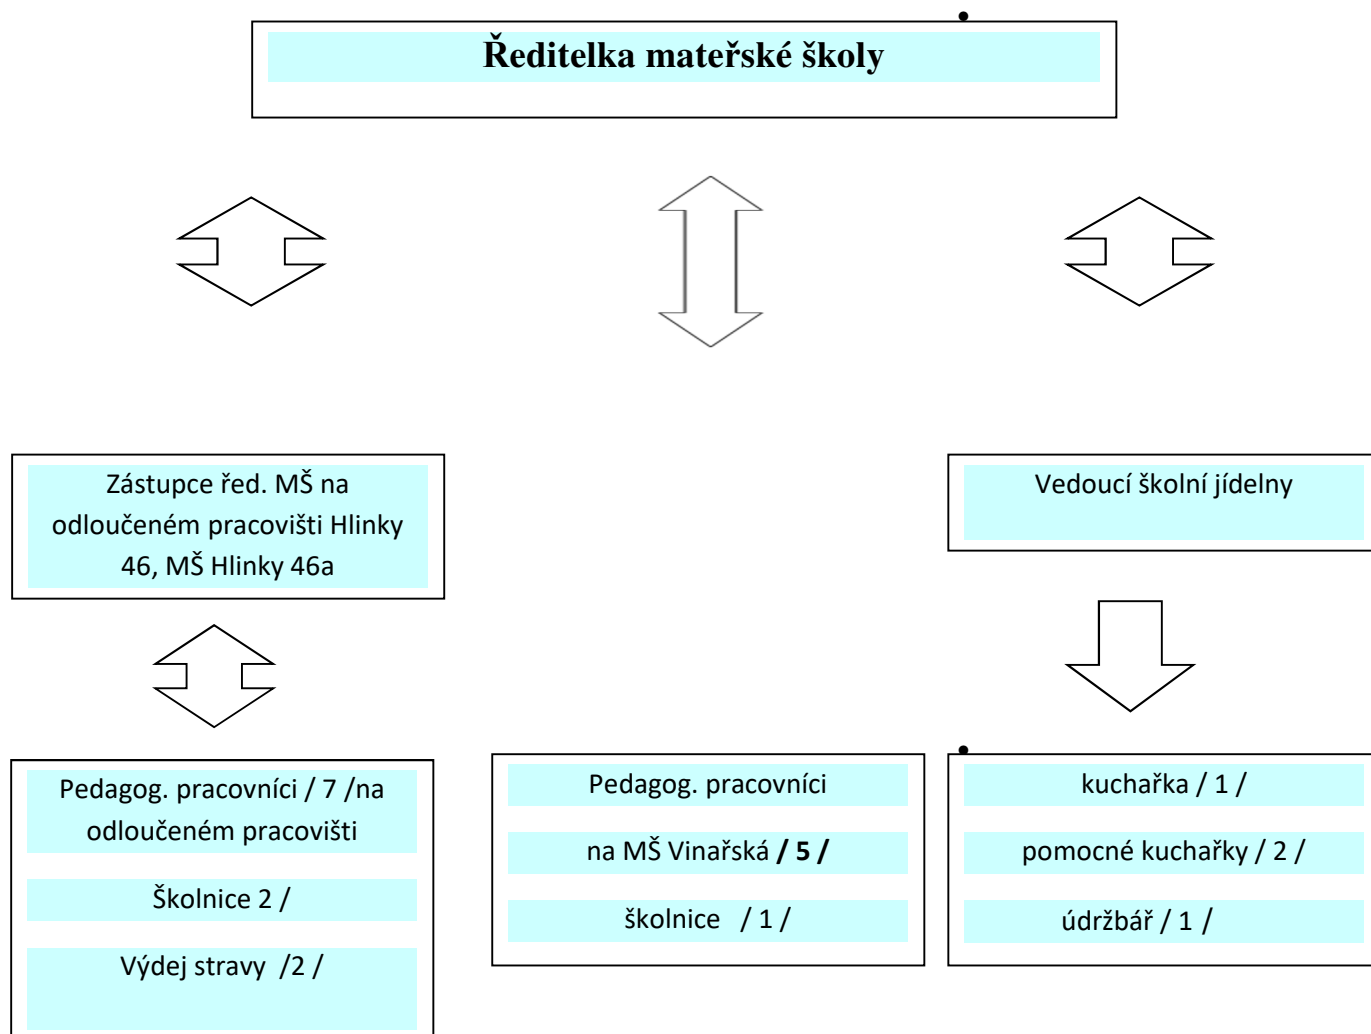 Ředitelka mateřské školy
Zástupce řed. MŠ na
odloučeném pracovišti Hlinky
46, MŠ Hlinky 46a
Vedoucí školní jídelny
Pedagog. pracovníci / 7 /na
odloučeném pracovišti
Školnice 2 /
Výdej stravy  /2 /
Pedagog. pracovníci
na MŠ Vinařská / 5 /
školnice   / 1 /
kuchařka / 1 /
pomocné kuchařky / 2 /
údržbář / 1 /